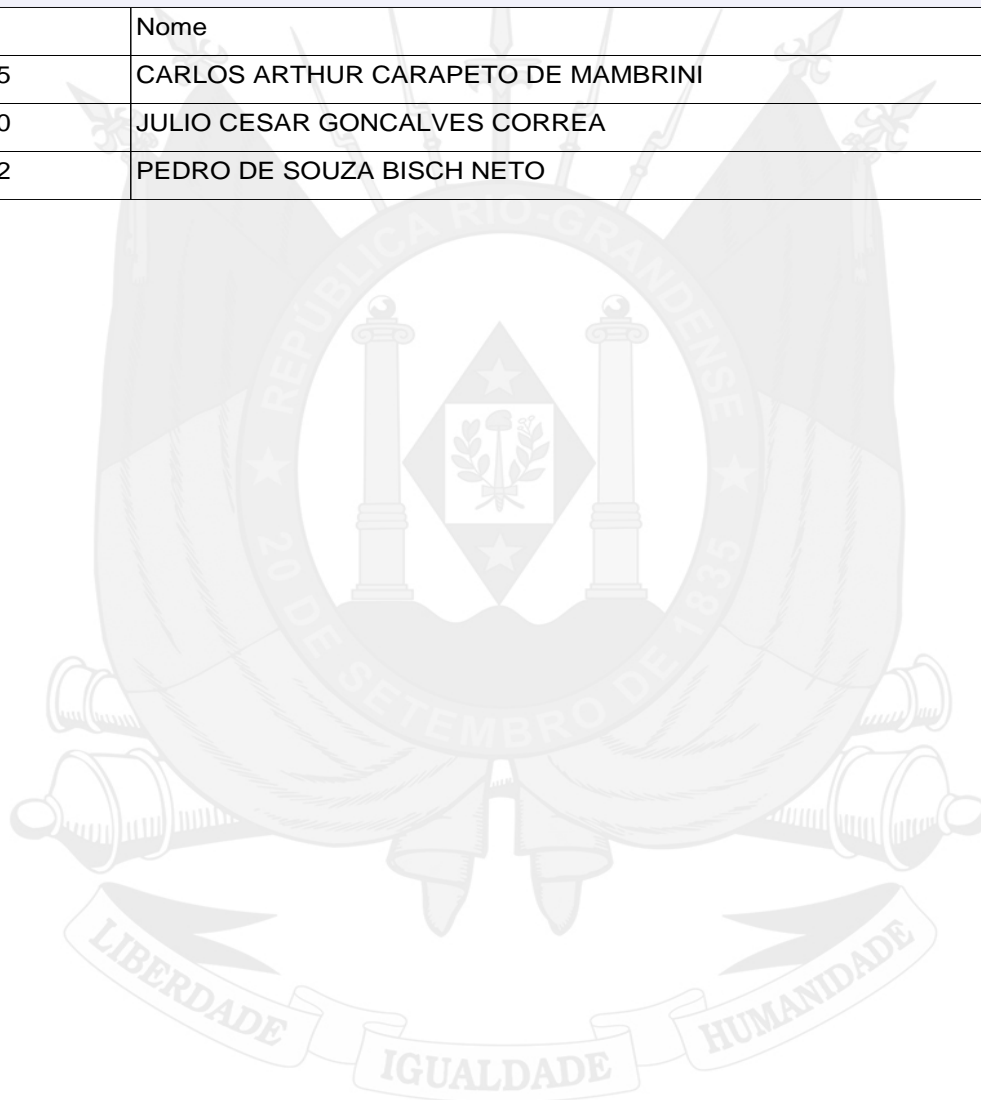 Nome
5 CARLOS ARTHUR CARAPETO DE MAMBRINI
0 JULIO CESAR GONCALVES CORREA
2 PEDRO DE SOUZA BISCH NETO
REPÚBLICA RIO-GRANDENSE
20 DE SETEMBRO DE 1835
LIBERDADE IGUALDADE HUMANIDADE